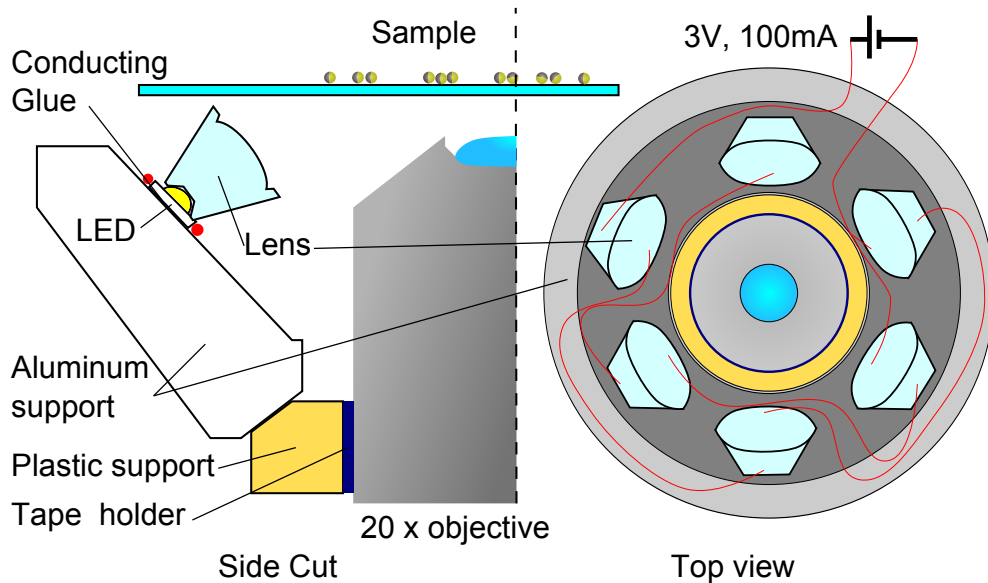 Sample
3V, 100mA
Conducting
Glue
LED
Lens
Aluminum
support
Plastic support
Tape holder
20 x objective
Side Cut
Top view